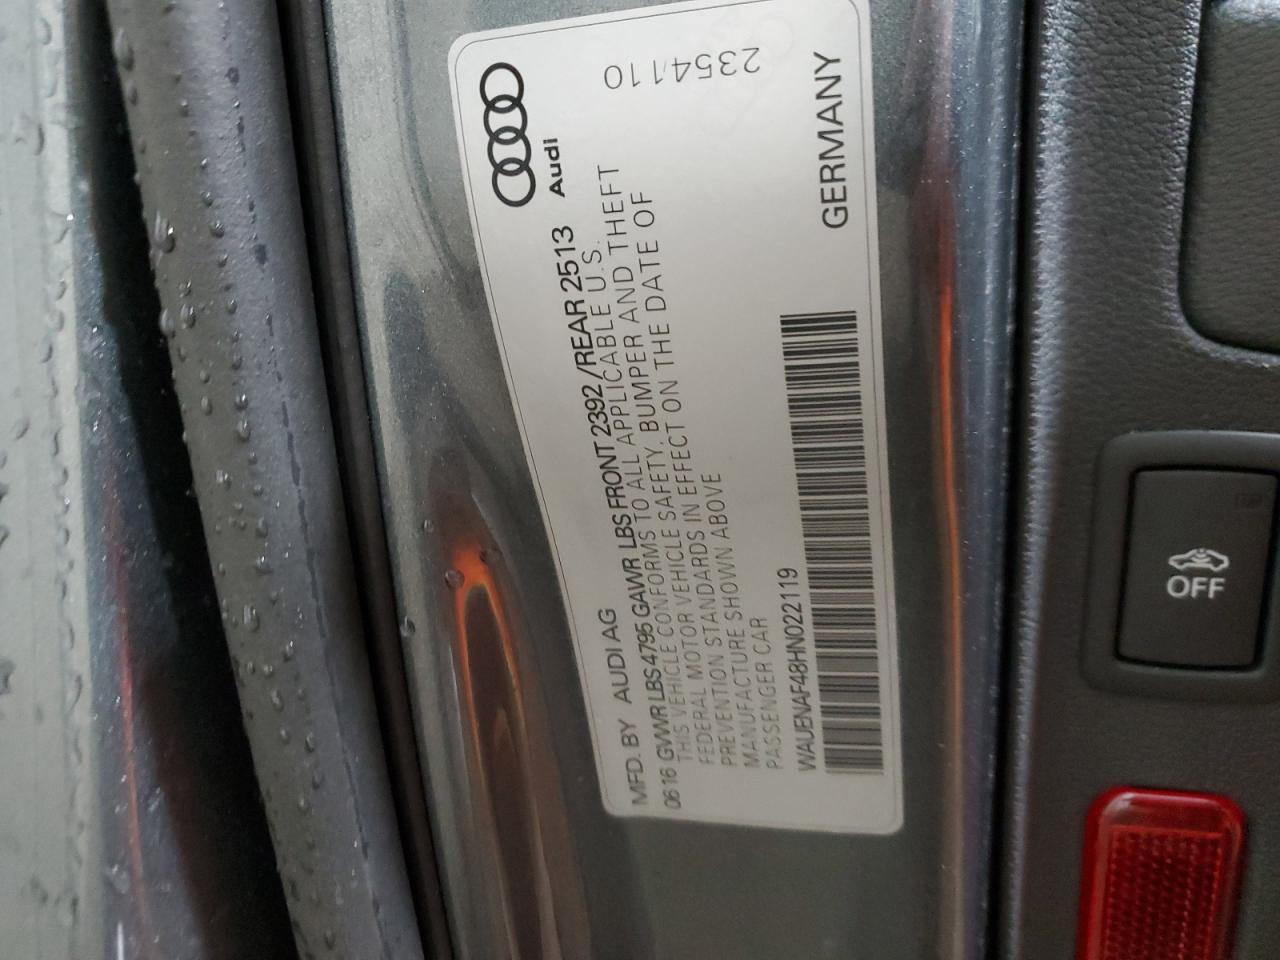 Audi
2354110
MFD. BY AUDI AG
06 16 GVWR LBS 4795 GAWR LBS FRONT 2392 / REAR 2513
THIS VEHICLE CONFORMS TO ALL APPLICABLE U.S.
FEDERAL MOTOR VEHICLE SAFETY, BUMPER AND THEFT
PREVENTION STANDARDS IN EFFECT ON THE DATE OF
MANUFACTURE SHOWN ABOVE
PASSENGER CAR
WAUENAF48HN022119
GERMANY
OFF